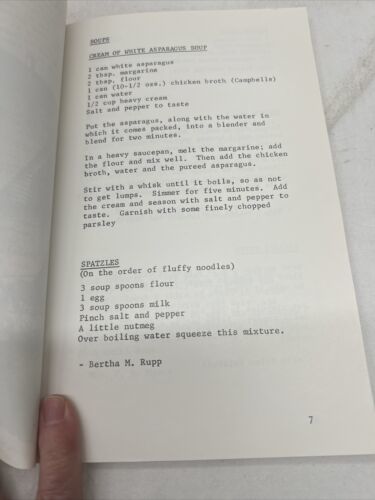 SOUPS
CREAM OF WHITE ASPARAGUS SOUP
1 can white asparagus
2 tbsp. margarine
2 tbsp. flour
1 can (10-1/2 ozs.) chicken broth (Campbells)
1 can water
1/2 cup heavy cream
Salt and pepper to taste
Put the asparagus, along with the water in
which it comes packed, into a blender and
blend for two minutes.
In a heavy saucepan, melt the margarine; add
the flour and mix well. Then add the chicken
broth, water and the pureed asparagus.
Stir with a whisk until it boils, so as not
to get lumps. Simmer for five minutes. Add
the cream and season with salt and pepper to
taste. Garnish with some finely chopped
parsley
SPATZLES
(On the order of fluffy noodles)
3 soup spoons flour
1 egg
3 soup spoons milk
Pinch salt and pepper
A little nutmeg
Over boiling water squeeze this mixture.
- Bertha M. Rupp
7